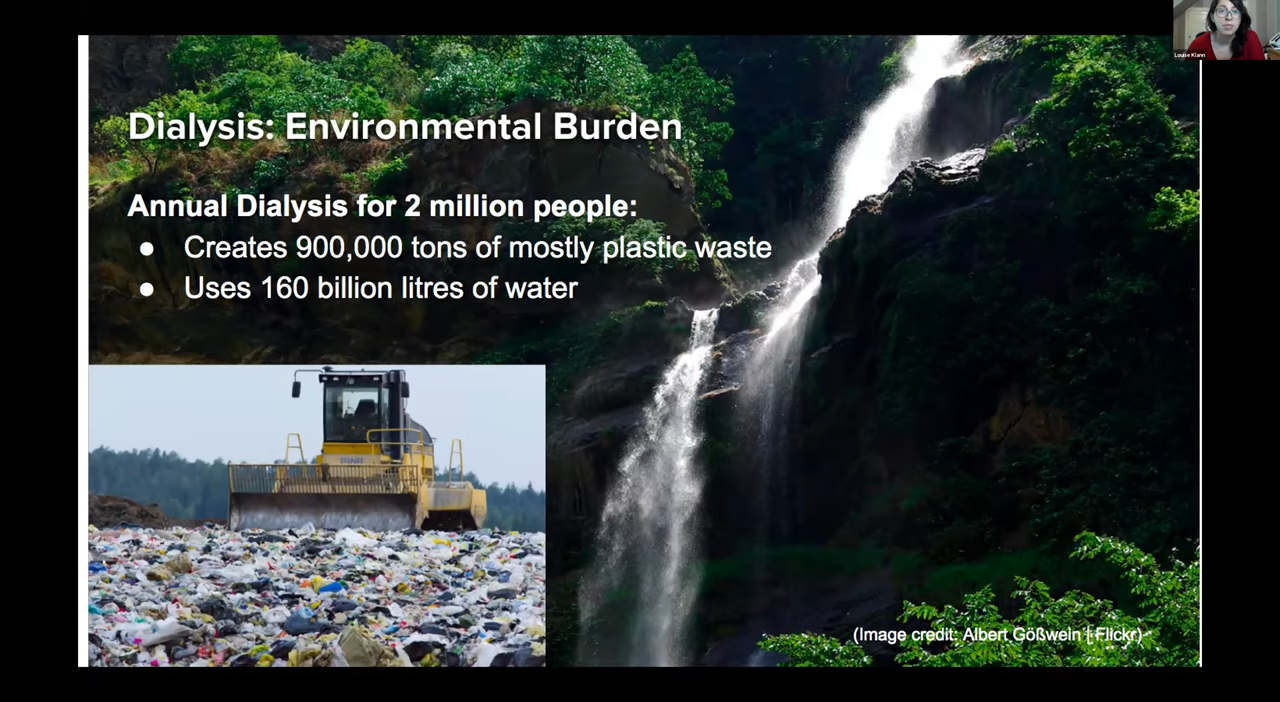 Louise Klann
Dialysis: Environmental Burden
Annual Dialysis for 2 million people:
● Creates 900,000 tons of mostly plastic waste
● Uses 160 billion litres of water
TANA
(Image credit: Albert Gößwein | Flickr)